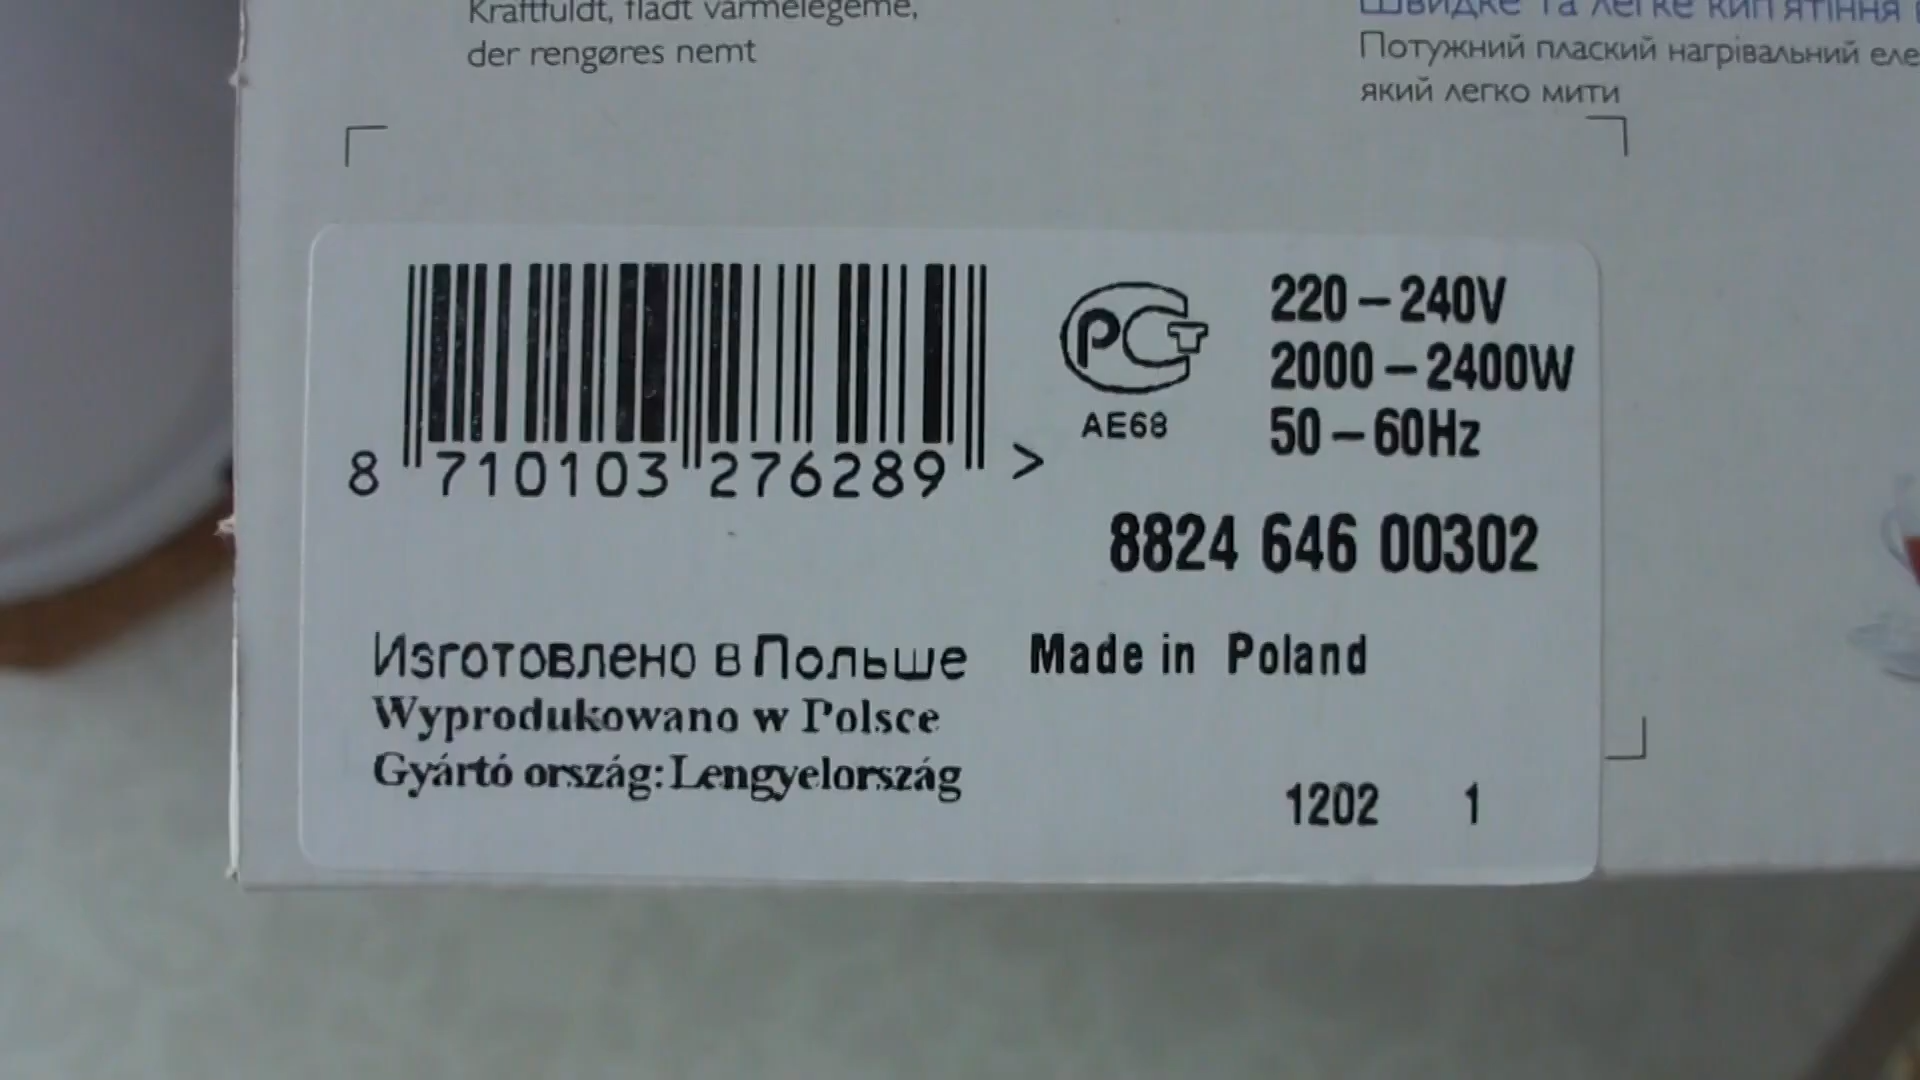 Kraftfuldt, fladt varmelegeme,
der rengøres nemt
Швидке та легке кип'ятіння
Потужний плаский нагрівальний
який легко мити
8 710103 276289 >
РСТ
AE68
220 – 240V
2000 – 2400W
50 – 60Hz
8824 646 00302
Изготовлено в Польше
Made in Poland
Wyprodukowano w Polsce
Gyártó ország: Lengyelország
1202 1